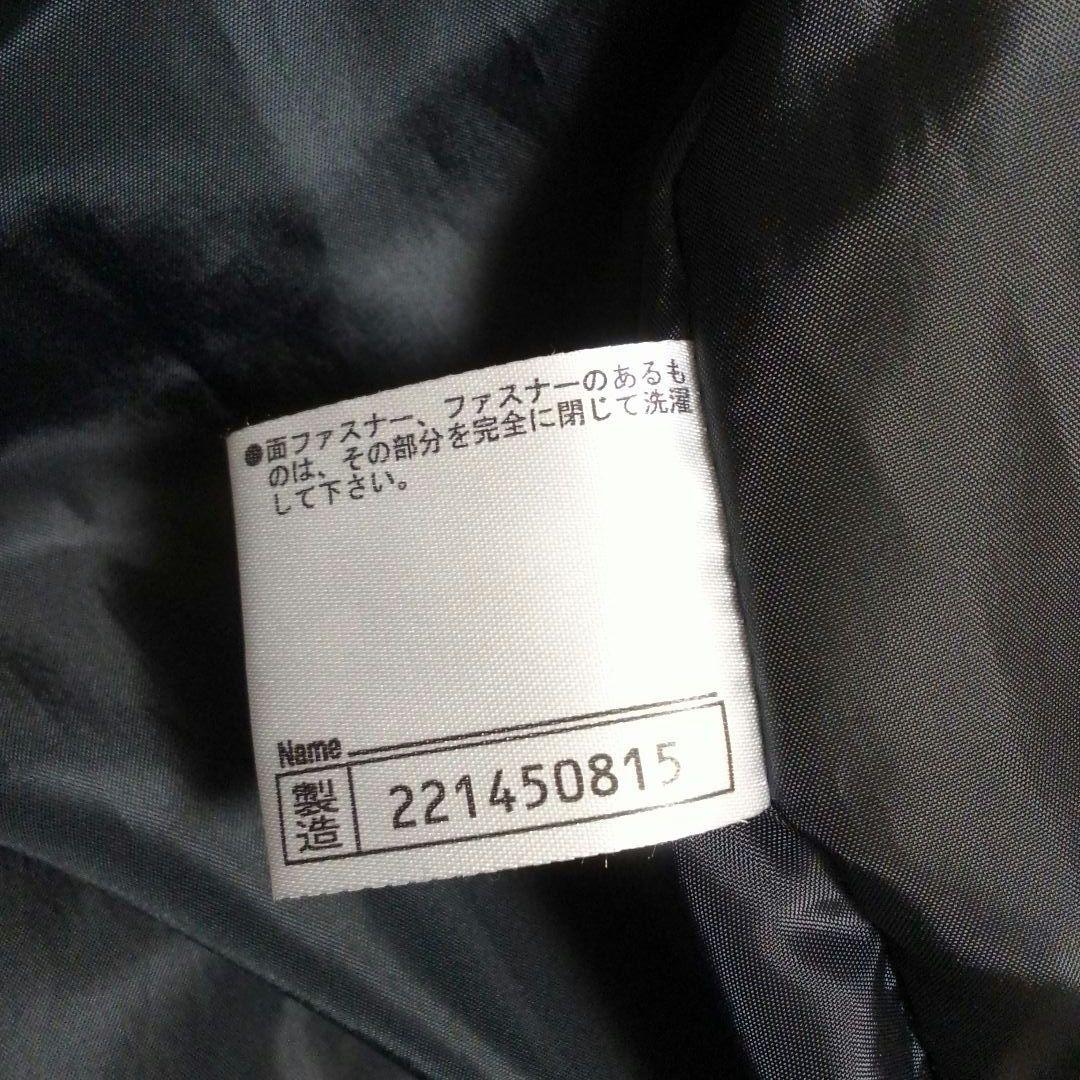 ●面ファスナー、ファスナーのあるも
のは、その部分を完全に閉じて洗濯
して下さい。
Name
製造 221450815